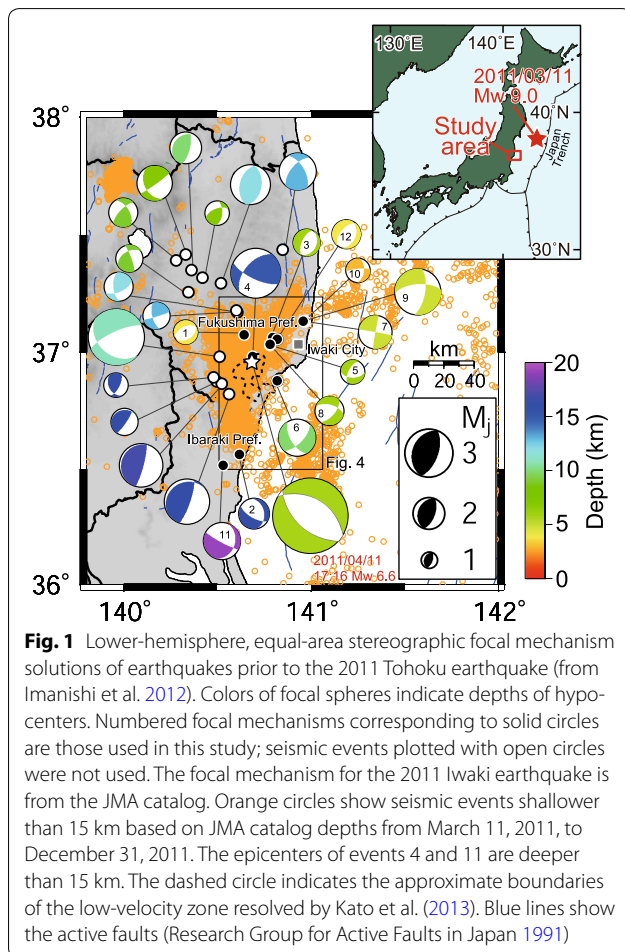 130˚E
140˚E
2011/03/11
Mw 9.0
40˚N
Study
area
Japan
Trench
30˚N
38˚
37˚
36˚
140˚
141˚
142˚
3
12
4
10
9
1
7
Fukushima Pref.
Iwaki City
km
0 10 20
5
8
6
Ibaraki Pref.
Fig. 4
2
11
2011/04/11
17:16 Mw 6.6
Mj
3
2
1
20
15
10
5
0
Depth (km)
Fig. 1 Lower-hemisphere, equal-area stereographic focal mechanism
solutions of earthquakes prior to the 2011 Tohoku earthquake (from
Imanishi et al. 2012). Colors of focal spheres indicate depths of hypo-
centers. Numbered focal mechanisms corresponding to solid circles
are those used in this study; seismic events plotted with open circles
were not used. The focal mechanism for the 2011 Iwaki earthquake is
from the JMA catalog. Orange circles show seismic events shallower
than 15 km based on JMA catalog depths from March 11, 2011, to
December 31, 2011. The epicenters of events 4 and 11 are deeper
than 15 km. The dashed circle indicates the approximate boundaries
of the low-velocity zone resolved by Kato et al. (2013). Blue lines show
the active faults (Research Group for Active Faults in Japan 1991)